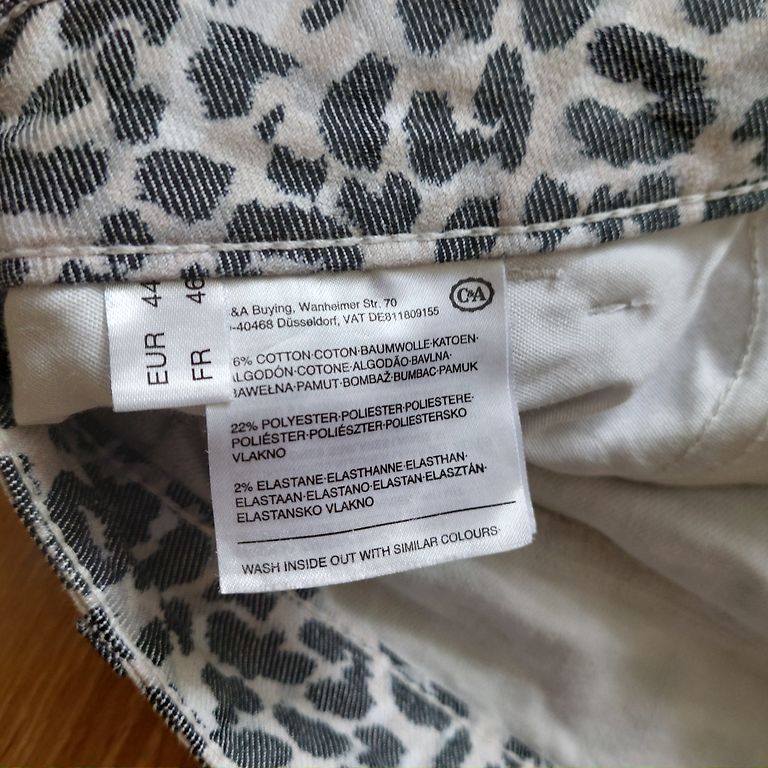 EUR 44
FR 46
&A Buying, Wanheimer Str. 70
-40468 Düsseldorf, VAT DE811809155
C&A
6% COTTON·COTON·BAUMWOLLE·KATOEN·
LGODÓN·COTONE·ALGODÃO·BAVLNA·
BAWEŁNA·PAMUT·BOMBAŽ·BUMBAC·PAMUK
22% POLYESTER·POLIESTER·POLIESTERE·
POLIÉSTER·POLIÉSZTER·POLIESTERSKO
VLAKNO
2% ELASTANE·ELASTHANNE·ELASTHAN·
ELASTAAN·ELASTANO·ELASTAN·ELASZTÁN·
ELASTANSKO VLAKNO
WASH INSIDE OUT WITH SIMILAR COLOURS·